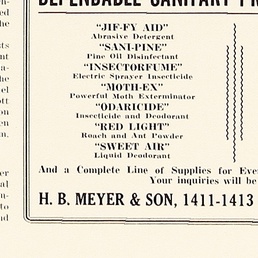 DEPENDABLE SANITARY
"JIF-FY AID"
Abrasive Detergent
"SANI-PINE"
Pine Oil Disinfectant
"INSECTORFUME"
Electric Sprayer Insecticide
"MOTH-EX"
Powerful Moth Exterminator
"ODARICIDE"
Insecticide and Deodorant
"RED LIGHT"
Roach and Ant Powder
"SWEET AIR"
Liquid Deodorant
And a Complete Line of Supplies for
Your inquiries will be
H. B. MEYER & SON, 1411-1413